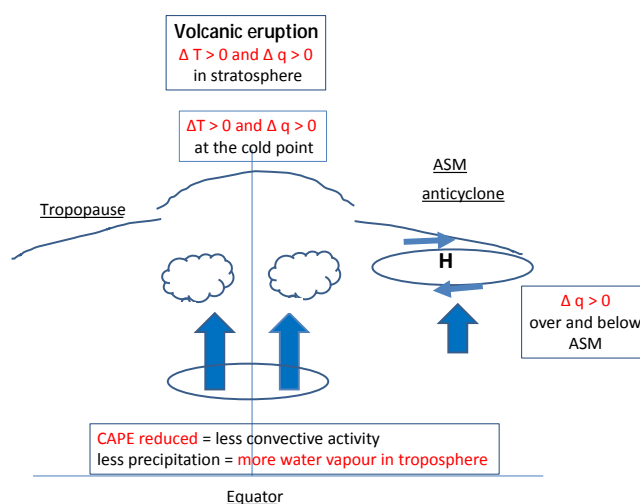 Volcanic eruption
Δ T > 0 and Δ q > 0
in stratosphere
ΔT > 0 and Δ q > 0
at the cold point
ASM
anticyclone
Tropopause
H
Δ q > 0
over and below
ASM
CAPE reduced = less convective activity
less precipitation = more water vapour in troposphere
Equator